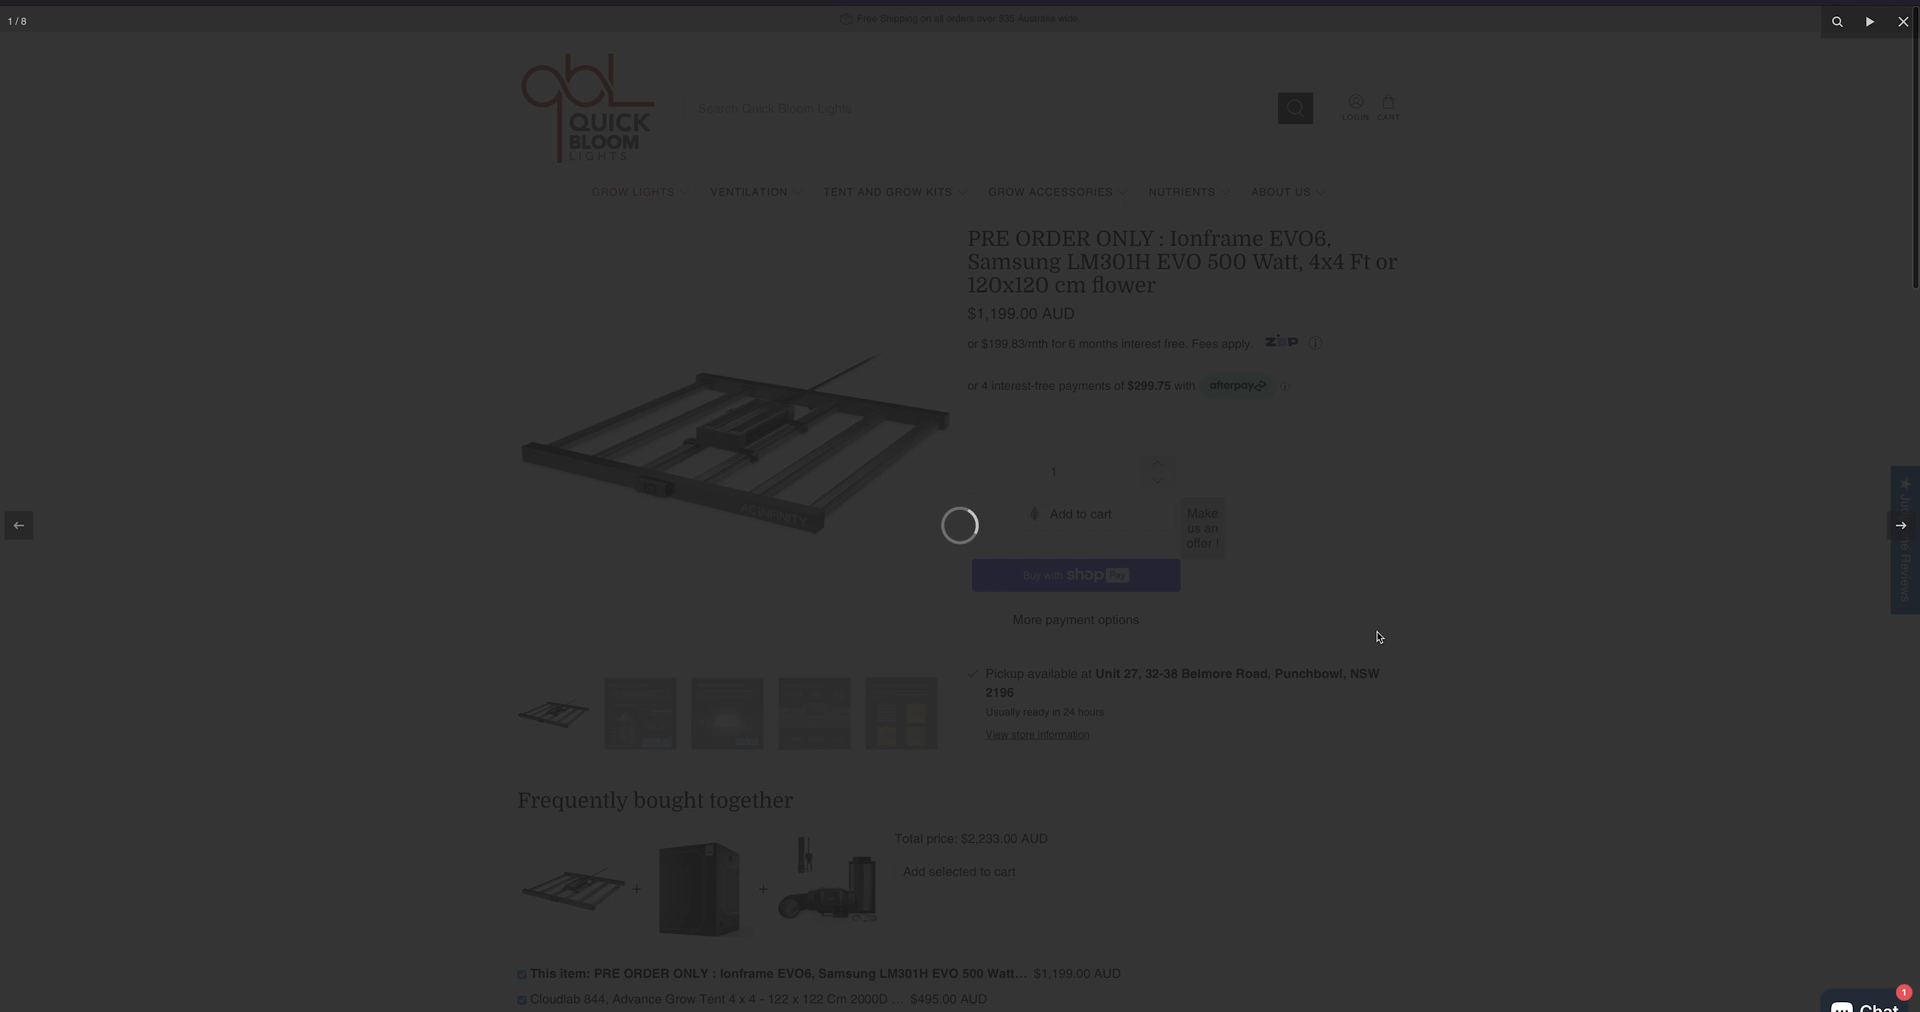 1 / 8
Free Shipping on all orders over $35 Australia wide
qbL
QUICK
BLOOM
LIGHTS
Search Quick Bloom Lights
LOGIN CART
GROW LIGHTS VENTILATION TENT AND GROW KITS GROW ACCESSORIES NUTRIENTS ABOUT US
PRE ORDER ONLY : Ionframe EVO6,
Samsung LM301H EVO 500 Watt, 4x4 Ft or
120x120 cm flower
$1,199.00 AUD
or $199.83/mth for 6 months interest free. Fees apply. ZIP
or 4 interest-free payments of $299.75 with afterpay
1
AC INFINITY
Add to cart
Make
us an
offer !
Buy with shop Pay
More payment options
Pickup available at Unit 27, 32-38 Belmore Road, Punchbowl, NSW
2196
Usually ready in 24 hours
View store information
Frequently bought together
Total price: $2,233.00 AUD
Add selected to cart
+ +
This item: PRE ORDER ONLY : Ionframe EVO6, Samsung LM301H EVO 500 Watt... $1,199.00 AUD
Cloudlab 844, Advance Grow Tent 4 x 4 - 122 x 122 Cm 2000D ... $495.00 AUD
Reviews
1
Chat